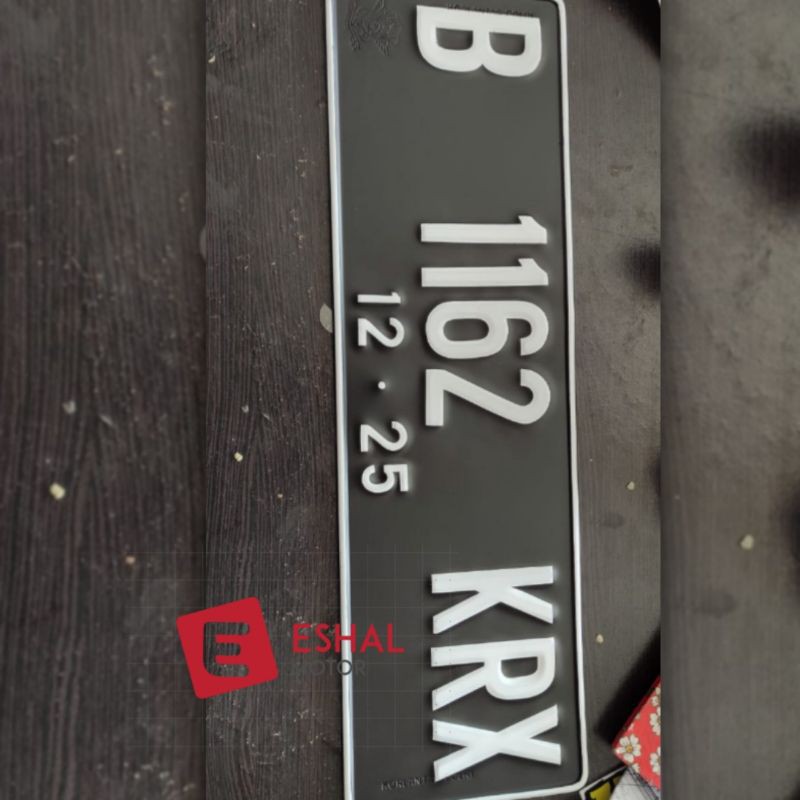 B 1162 KRX
12 · 25
ESHAL
MOTOR